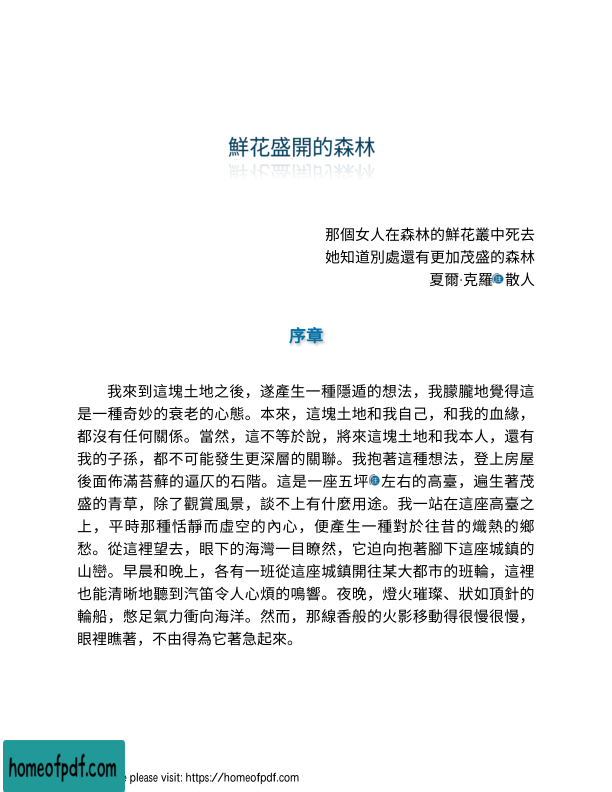 鮮花盛開的森林
那個女人在森林的鮮花叢中死去
她知道別處還有更加茂盛的森林
夏爾·克羅注散人
序章
我來到這塊土地之後，遂產生一種隱遁的想法，我朦朧地覺得這
是一種奇妙的衰老的心態。本來，這塊土地和我自己，和我的血緣，
都沒有任何關係。當然，這不等於說，將來這塊土地和我本人，還有
我的子孫，都不可能發生更深層的關聯。我抱著這種想法，登上房屋
後面佈滿苔蘚的逼仄的石階。這是一座五坪注左右的高臺，遍生著茂
盛的青草，除了觀賞風景，談不上有什麼用途。我一站在這座高臺之
上，平時那種恬靜而虛空的內心，便產生一種對於往昔的熾熱的鄉
愁。從這裡望去，眼下的海灣一目瞭然，它迫向抱著腳下這座城鎮的
山巒。早晨和晚上，各有一班從這座城鎮開往某大都市的班輪，這裡
也能清晰地聽到汽笛令人心煩的鳴響。夜晚，燈火璀璨、狀如頂針的
輪船，憋足氣力衝向海洋。然而，那線香般的火影移動得很慢很慢，
眼裡瞧著，不由得為它著急起來。
homeofpdf.com
e please visit: https://homeofpdf.com